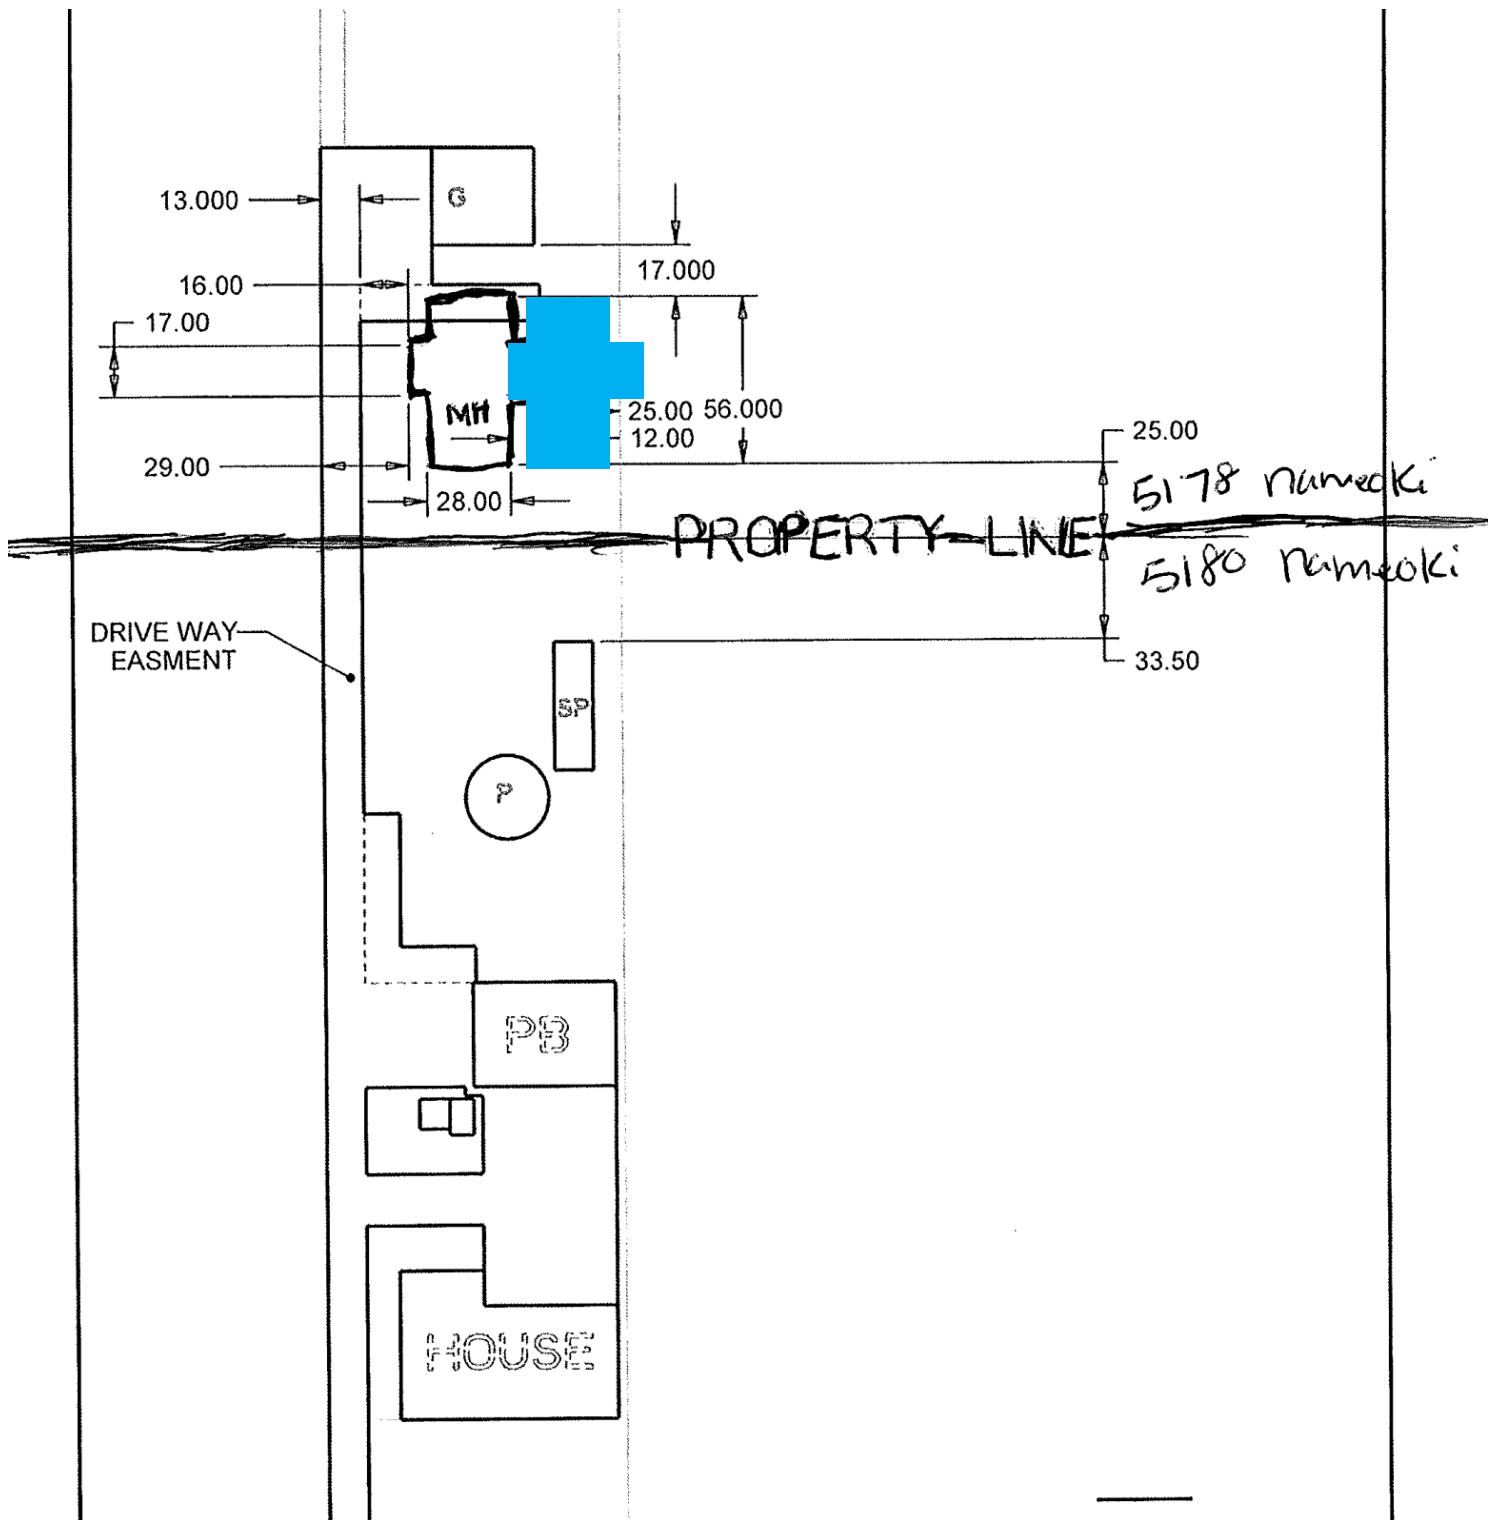 G
13.000
17.000
16.00
17.00
MH
25.00 56.000
12.00
25.00
29.00
28.00
5178 nameoki
PROPERTY LINE
5180 nameoki
DRIVE WAY
EASMENT
33.50
SP
P
PB
HOUSE